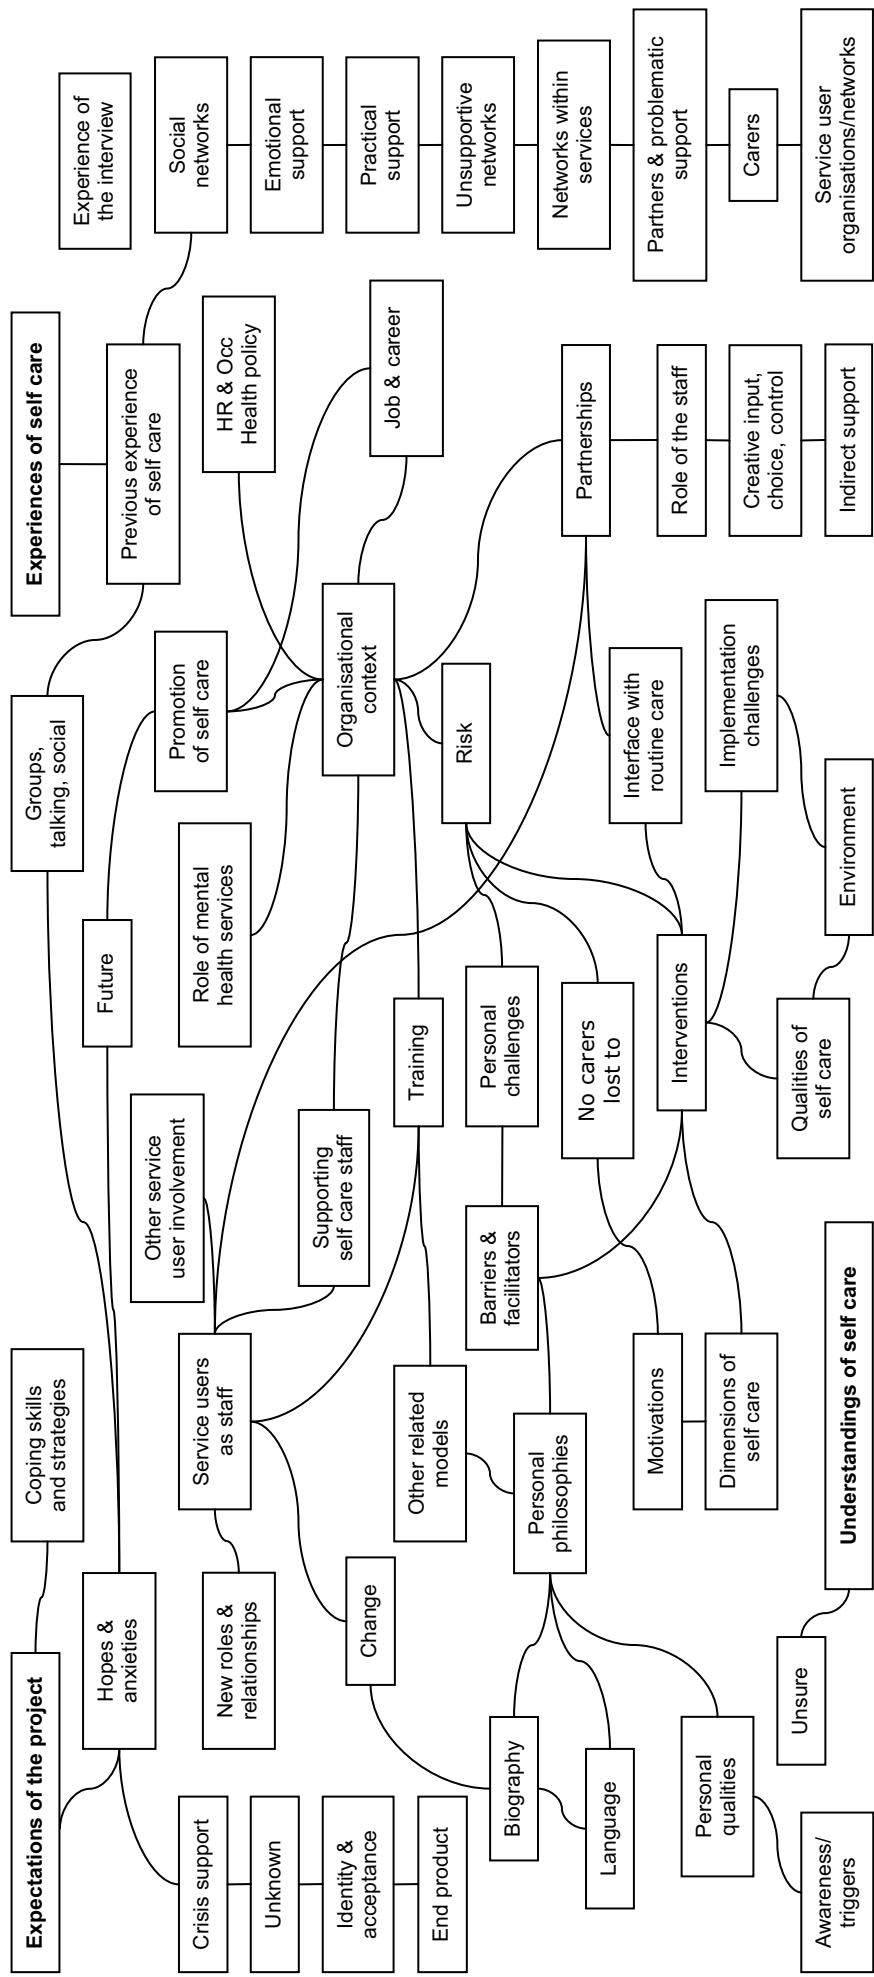 Expectations of the project
Coping skills
and strategies
Groups,
talking, social
Experiences of self care
Experience of
the interview
Hopes &
anxieties
Future
Previous experience
of self care
Social
networks
Other service
user involvement
Promotion
of self care
Crisis support
New roles &
relationships
Service users
as staff
Role of mental
health services
HR & Occ
Health policy
Emotional
support
Unknown
Supporting
self care staff
Organisational
context
Practical
support
Identity &
acceptance
Change
Job & career
End product
Other related
models
Training
Risk
Unsupportive
networks
Biography
Personal
philosophies
Barriers &
facilitators
Personal
challenges
Networks within
services
Language
No carers
lost to
Partnerships
Partners & problematic
support
Motivations
Interventions
Interface with
routine care
Role of the staff
Personal
qualities
Dimensions of
self care
Implementation
challenges
Creative input,
choice, control
Carers
Unsure
Qualities of
self care
Awareness/
triggers
Understandings of self care
Environment
Indirect support
Service user
organisations/networks